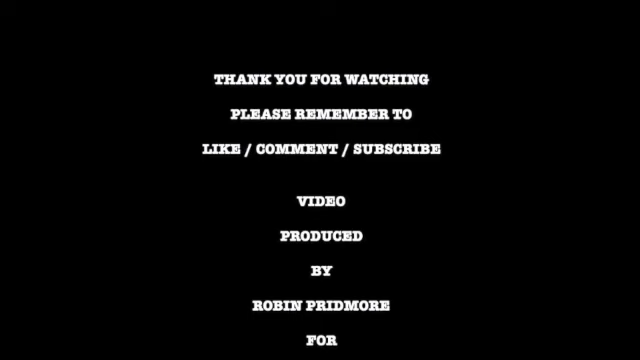 THANK YOU FOR WATCHING
PLEASE REMEMBER TO
LIKE / COMMENT / SUBSCRIBE
VIDEO
PRODUCED
BY
ROBIN PRIDMORE
FOR